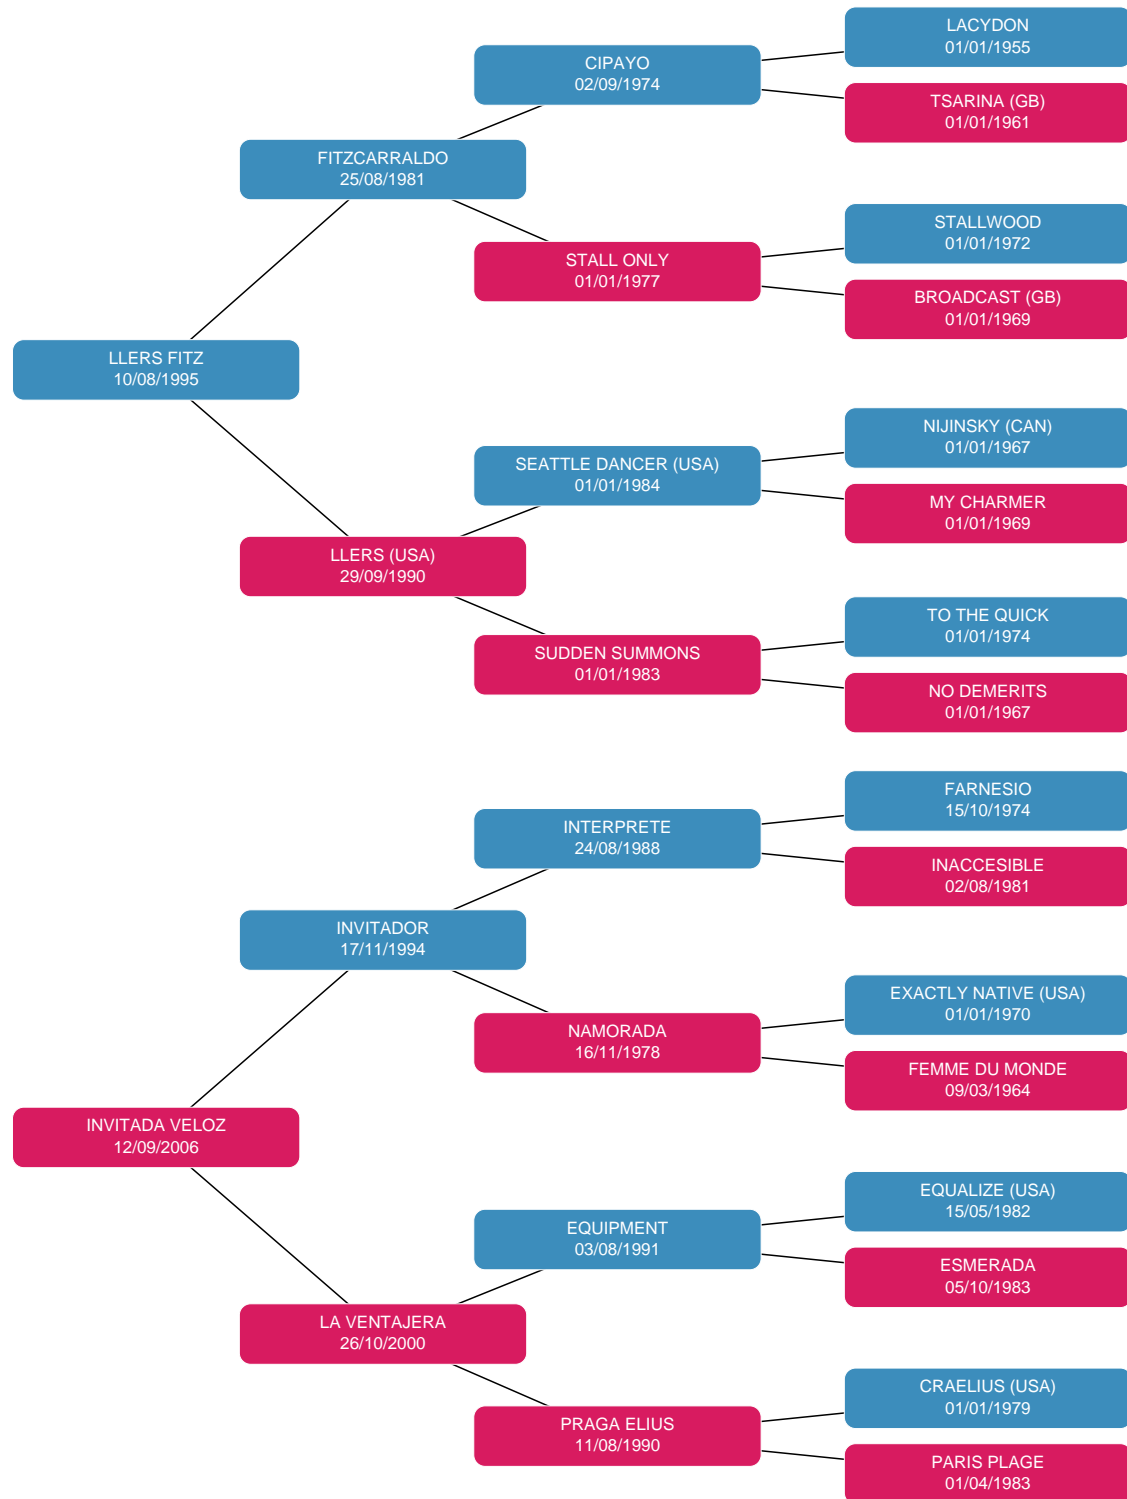 LACYDON
01/01/1955
CIPAYO
02/09/1974
TSARINA (GB)
01/01/1961
FITZCARRALDO
25/08/1981
STALLWOOD
01/01/1972
STALL ONLY
01/01/1977
BROADCAST (GB)
01/01/1969
LLERS FITZ
10/08/1995
NIJINSKY (CAN)
01/01/1967
SEATTLE DANCER (USA)
01/01/1984
MY CHARMER
01/01/1969
LLERS (USA)
29/09/1990
TO THE QUICK
01/01/1974
SUDDEN SUMMONS
01/01/1983
NO DEMERITS
01/01/1967
FARNESIO
15/10/1974
INTERPRETE
24/08/1988
INACCESIBLE
02/08/1981
INVITADOR
17/11/1994
EXACTLY NATIVE (USA)
01/01/1970
NAMORADA
16/11/1978
FEMME DU MONDE
09/03/1964
INVITADA VELOZ
12/09/2006
EQUALIZE (USA)
15/05/1982
EQUIPMENT
03/08/1991
ESMERADA
05/10/1983
LA VENTAJERA
26/10/2000
CRAELIUS (USA)
01/01/1979
PRAGA ELIUS
11/08/1990
PARIS PLAGE
01/04/1983